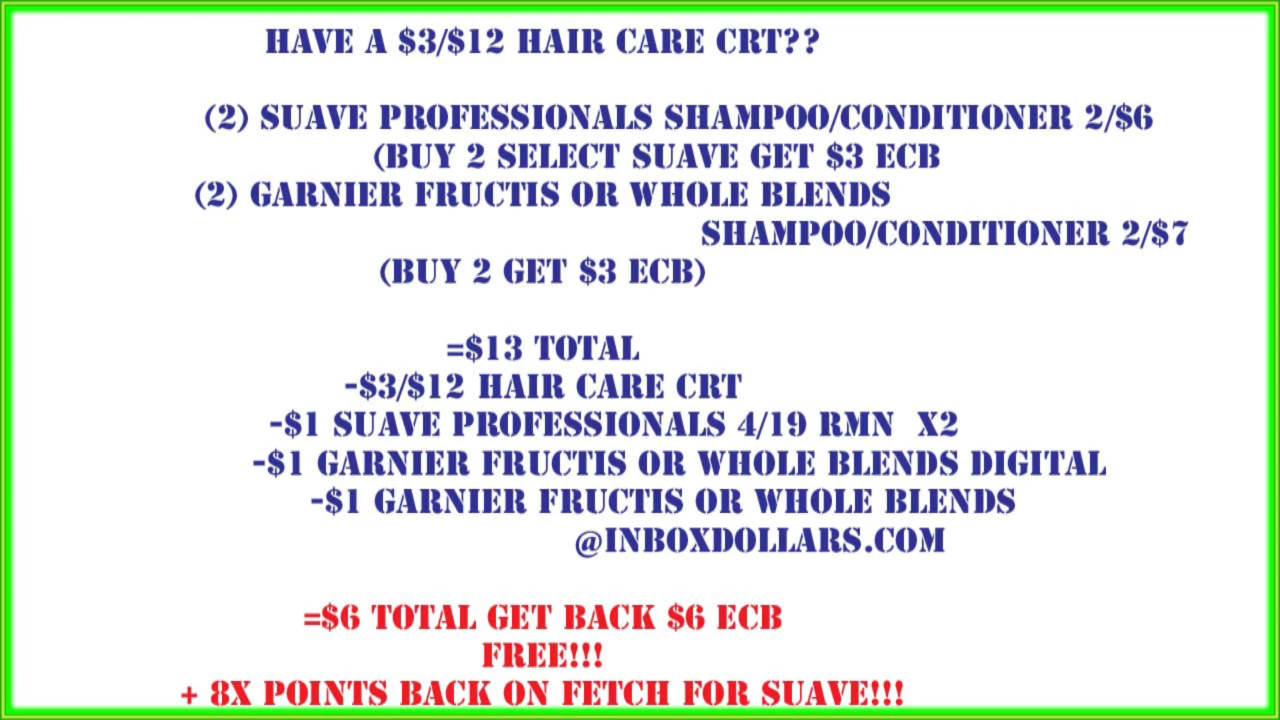 HAVE A $3/$12 HAIR CARE CRT??
(2) SUAVE PROFESSIONALS SHAMPOO/CONDITIONER 2/$6
(BUY 2 SELECT SUAVE GET $3 ECB
(2) GARNIER FRUCTIS OR WHOLE BLENDS
SHAMPOO/CONDITIONER 2/$7
(BUY 2 GET $3 ECB)
=$13 TOTAL
-$3/$12 HAIR CARE CRT
-$1 SUAVE PROFESSIONALS 4/19 RMN X2
-$1 GARNIER FRUCTIS OR WHOLE BLENDS DIGITAL
-$1 GARNIER FRUCTIS OR WHOLE BLENDS
@INBOXDOLLARS.COM
=$6 TOTAL GET BACK $6 ECB
FREE!!!
+ 8X POINTS BACK ON FETCH FOR SUAVE!!!